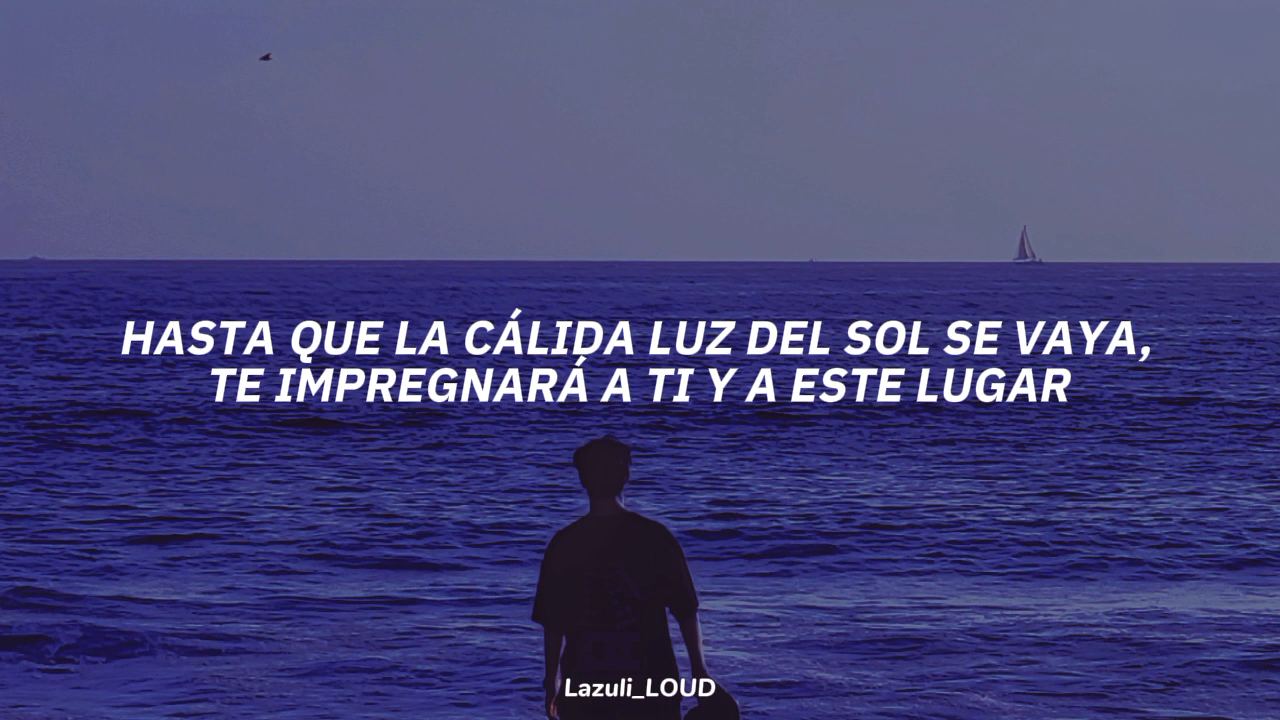 HASTA QUE LA CÁLIDA LUZ DEL SOL SE VAYA,
TE IMPREGNARÁ A TI Y A ESTE LUGAR
Lazuli_LOUD